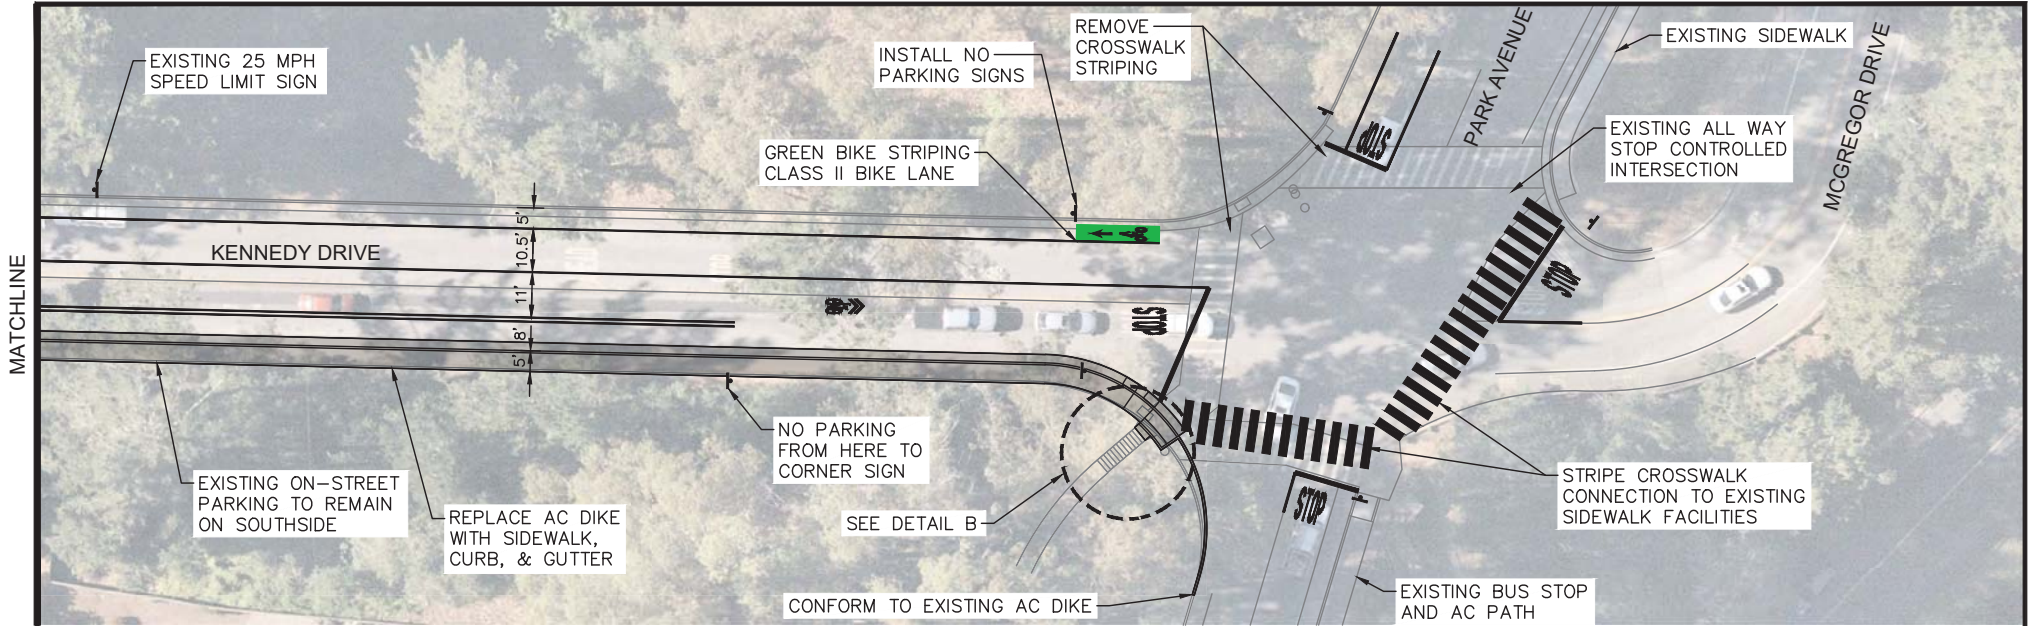 EXISTING 25 MPH
SPEED LIMIT SIGN
INSTALL NO
PARKING SIGNS
REMOVE
CROSSWALK
STRIPING
PARK AVENUE
EXISTING SIDEWALK
MCGREGOR DRIVE
GREEN BIKE STRIPING
CLASS II BIKE LANE
EXISTING ALL WAY
STOP CONTROLLED
INTERSECTION
STOP
KENNEDY DRIVE
5'
10.5'
11'
8'
5'
STOP
STOP
MATCHLINE
EXISTING ON-STREET
PARKING TO REMAIN
ON SOUTHSIDE
REPLACE AC DIKE
WITH SIDEWALK,
CURB, & GUTTER
NO PARKING
FROM HERE TO
CORNER SIGN
SEE DETAIL B
STOP
STRIPE CROSSWALK
CONNECTION TO EXISTING
SIDEWALK FACILITIES
CONFORM TO EXISTING AC DIKE
EXISTING BUS STOP
AND AC PATH